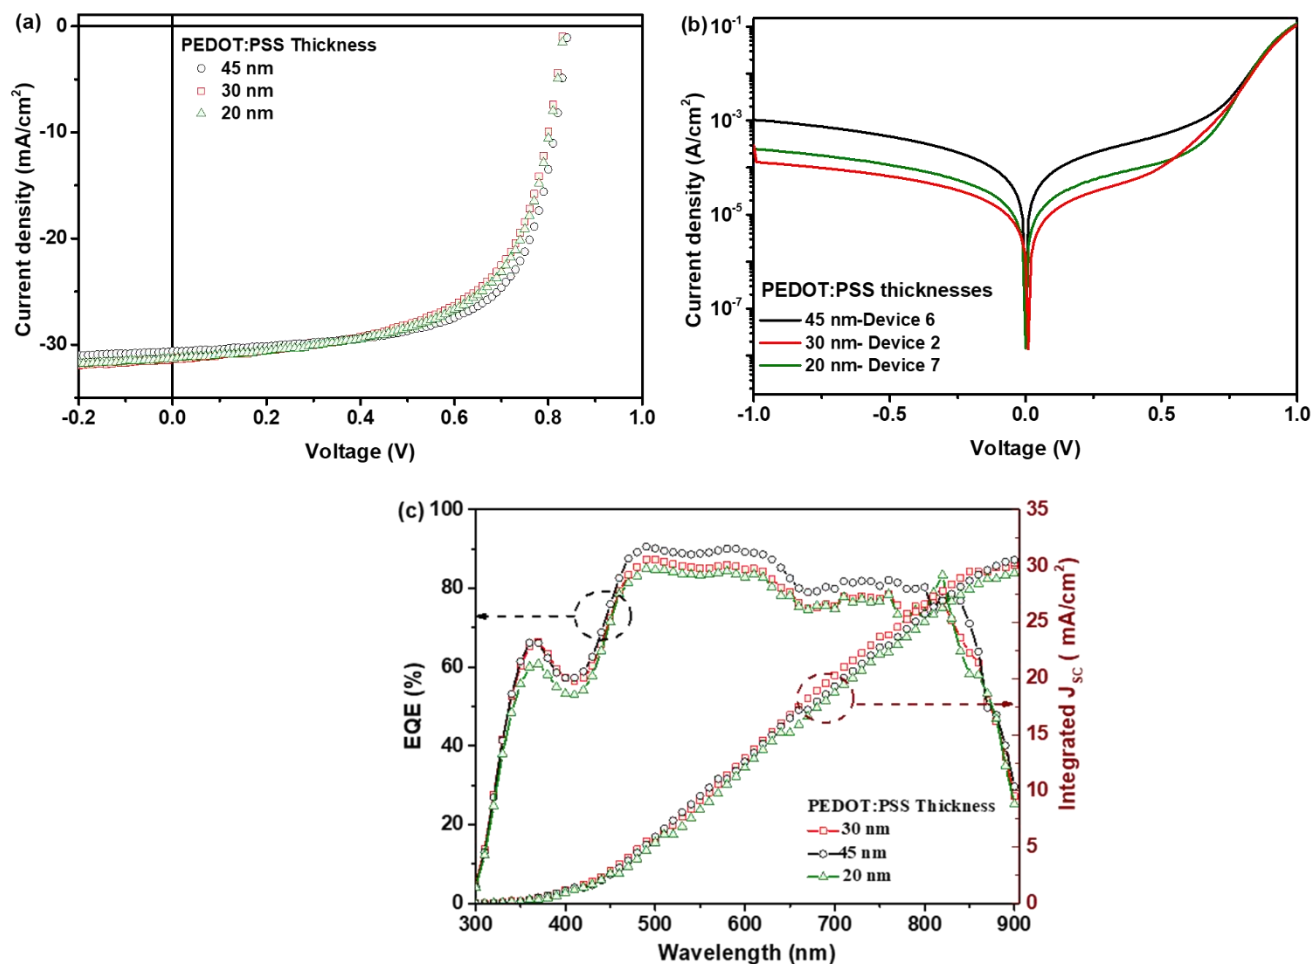 (a)
PEDOT:PSS Thickness
45 nm
30 nm
20 nm
0
-10
-20
-30
Current density (mA/cm²)
-0.2
0.0
0.2
0.4
0.6
0.8
1.0
Voltage (V)
(b)
10⁻¹
10⁻³
10⁻⁵
10⁻⁷
Current density (A/cm²)
PEDOT:PSS thicknesses
45 nm-Device 6
30 nm- Device 2
20 nm- Device 7
-1.0
-0.5
0.0
0.5
1.0
Voltage (V)
(c)
100
80
60
40
20
0
EQE (%)
35
30
25
20
15
10
5
0
Integrated J_SC ( mA/cm²)
PEDOT:PSS Thickness
30 nm
45 nm
20 nm
300
400
500
600
700
800
900
Wavelength (nm)